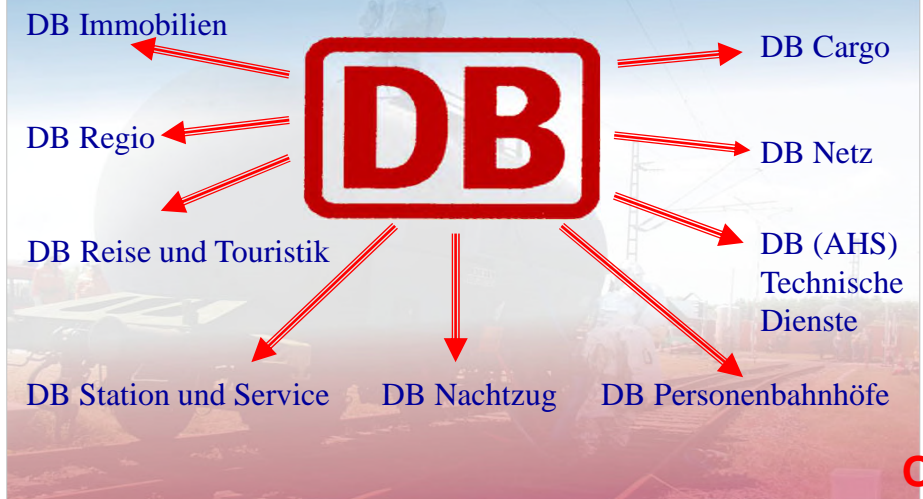 DB Immobilien
DB
DB Cargo
DB Regio
DB Netz
DB Reise und Touristik
DB (AHS)
Technische
Dienste
DB Station und Service
DB Nachtzug
DB Personenbahnhöfe